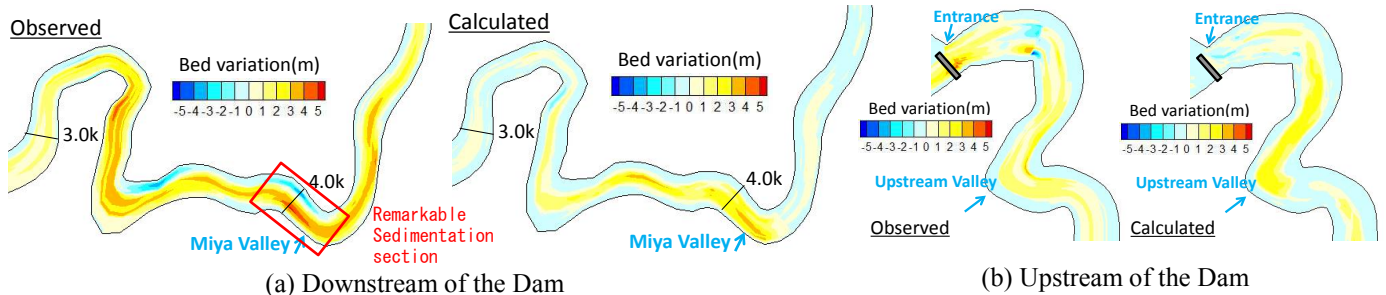 Observed
Bed variation(m)
-5-4-3-2-1 0 1 2 3 4 5
3.0k
4.0k
Miya Valley
Remarkable
Sedimentation
section
Calculated
Bed variation(m)
-5-4-3-2-1 0 1 2 3 4 5
3.0k
4.0k
Miya Valley
(a) Downstream of the Dam
Entrance
Bed variation(m)
-5-4-3-2-1 0 1 2 3 4 5
Upstream Valley
Observed
Entrance
Bed variation(m)
-5-4-3-2-1 0 1 2 3 4 5
Upstream Valley
Calculated
(b) Upstream of the Dam